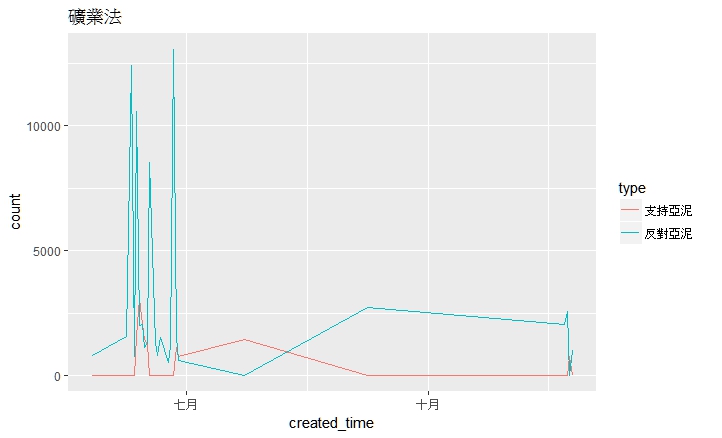 礦業法
10000
5000
0
count
七月
十月
created_time
type
支持亞泥
反對亞泥